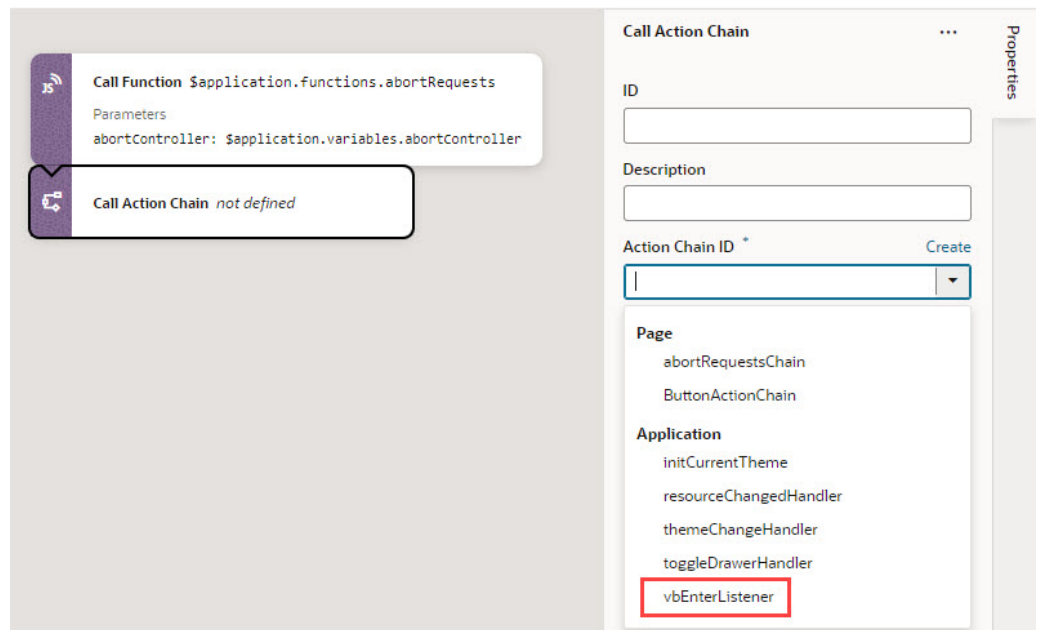 JS
Call Function $application.functions.abortRequests
Parameters
abortController: $application.variables.abortController
Call Action Chain not defined
Call Action Chain
...
Properties
ID
Description
Action Chain ID *
Create
Page
abortRequestsChain
ButtonActionChain
Application
initCurrentTheme
resourceChangedHandler
themeChangeHandler
toggleDrawerHandler
vbEnterListener